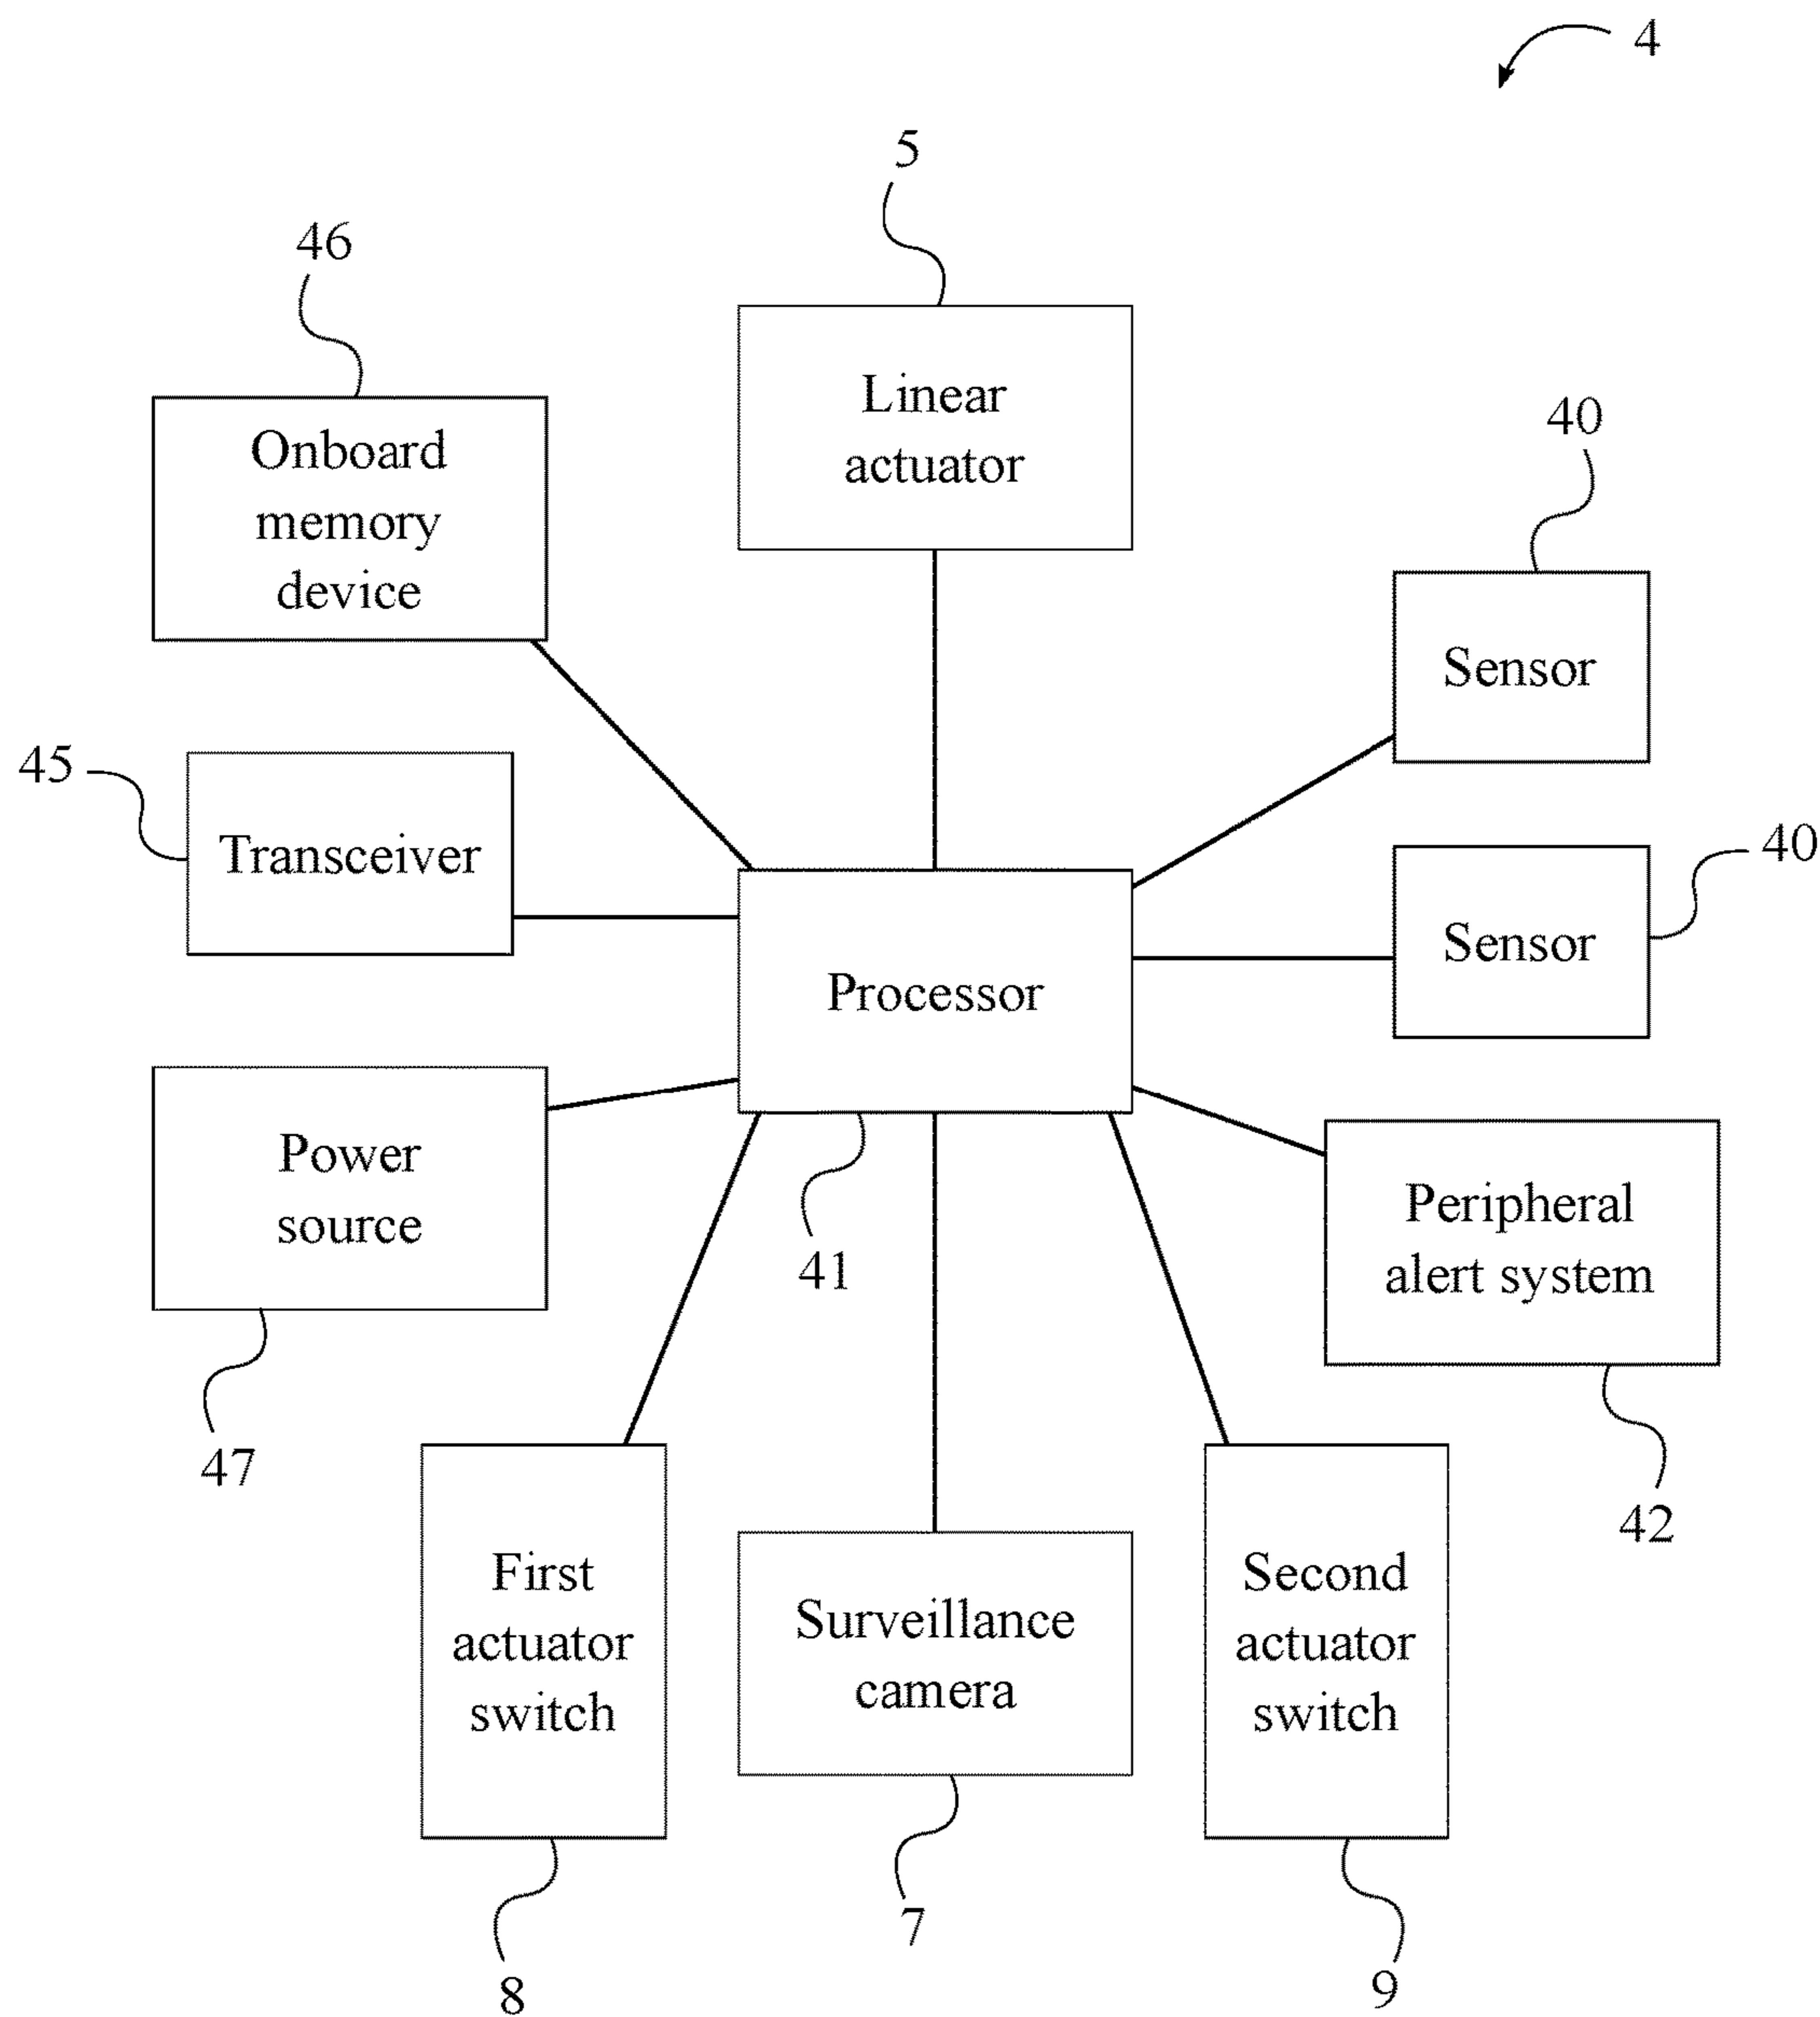 4
5
46
Linear
actuator
40
Onboard
memory
device
Sensor
45
Transceiver
40
Sensor
Processor
Power
source
Peripheral
alert system
41
47
42
First
actuator
switch
Surveillance
camera
Second
actuator
switch
7
8
9